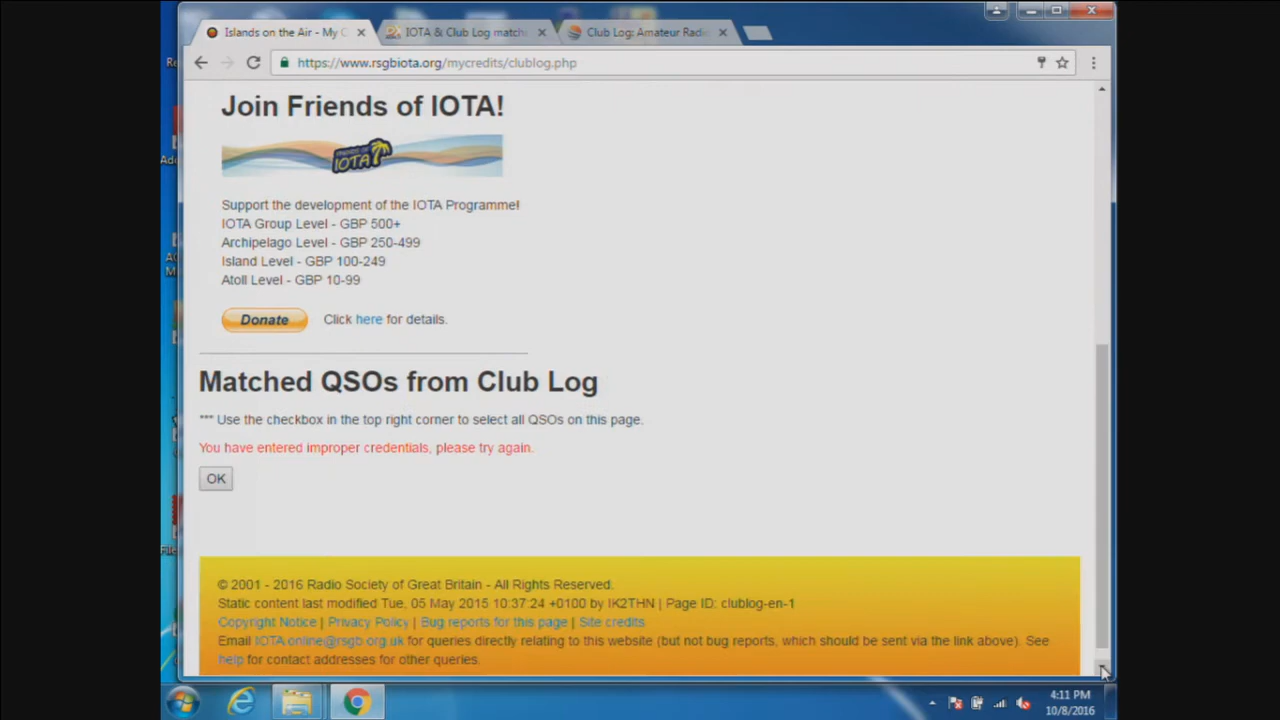 Islands on the Air - My C
IOTA & Club Log match
Club Log: Amateur Radi
https://www.rsgbiota.org/mycredits/clublog.php
Join Friends of IOTA!
FRIENDS OF
IOTA
Support the development of the IOTA Programme!
IOTA Group Level - GBP 500+
Archipelago Level - GBP 250-499
Island Level - GBP 100-249
Atoll Level - GBP 10-99
Donate Click here for details.
Matched QSOs from Club Log
*** Use the checkbox in the top right corner to select all QSOs on this page.
You have entered improper credentials, please try again.
OK
© 2001 - 2016 Radio Society of Great Britain - All Rights Reserved.
Static content last modified Tue, 05 May 2015 10:37:24 +0100 by IK2THN | Page ID: clublog-en-1
Copyright Notice | Privacy Policy | Bug reports for this page | Site credits
Email IOTA.online@rsgb.org.uk for queries directly relating to this website (but not bug reports, which should be sent via the link above). See
help for contact addresses for other queries.
4:11 PM
10/8/2016